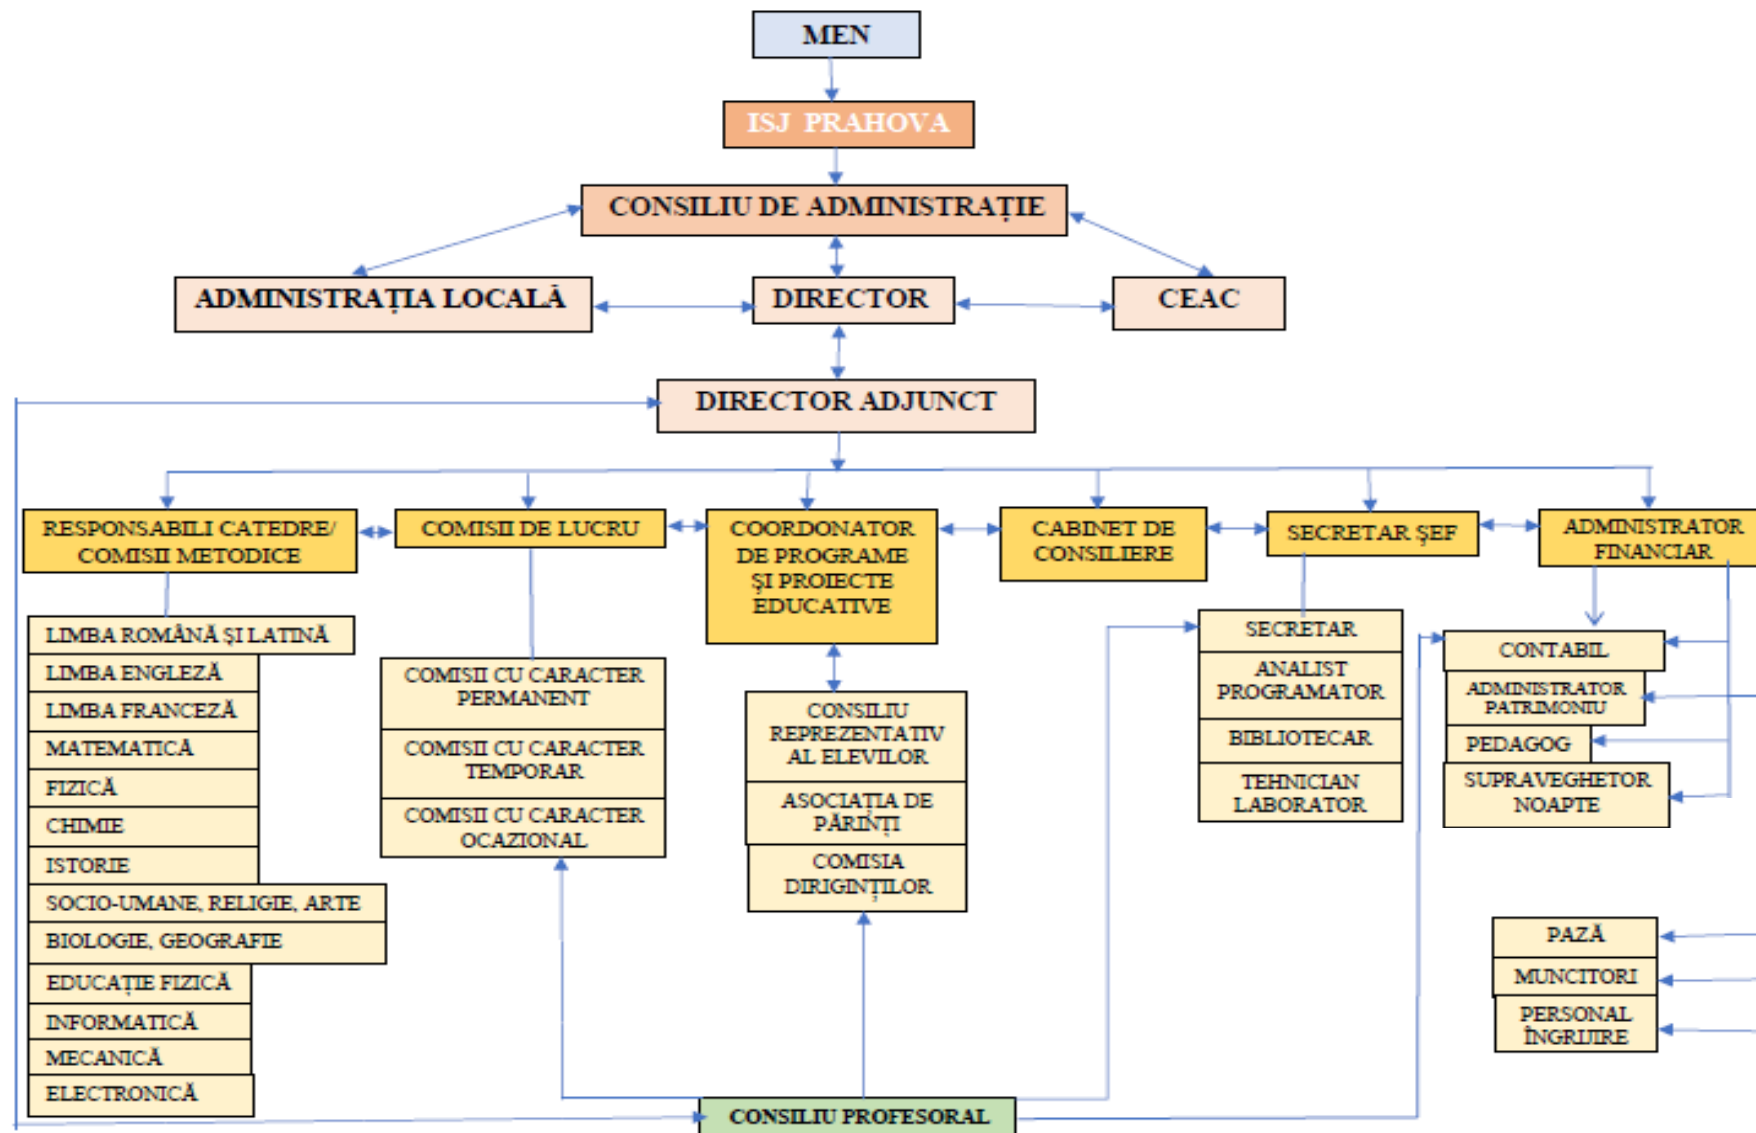 MEN
ISJ PRAHOVA
CONSILIU DE ADMINISTRAȚIE
ADMINISTRAȚIA LOCALĂ
DIRECTOR
CEAC
DIRECTOR ADJUNCT
RESPONSABILI CATEDRE/
COMISII METODICE
COMISII DE LUCRU
COORDONATOR
DE PROGRAME
ŞI PROIECTE
EDUCATIVE
CABINET DE
CONSILIERE
SECRETAR ŞEF
ADMINISTRATOR
FINANCIAR
LIMBA ROMÂNĂ ŞI LATINĂ
LIMBA ENGLEZĂ
LIMBA FRANCEZĂ
MATEMATICĂ
FIZICĂ
CHIMIE
ISTORIE
SOCIO-UMANE, RELIGIE, ARTE
BIOLOGIE, GEOGRAFIE
EDUCAȚIE FIZICĂ
INFORMATICĂ
MECANICĂ
ELECTRONICĂ
COMISII CU CARACTER
PERMANENT
COMISII CU CARACTER
TEMPORAR
COMISII CU CARACTER
OCAZIONAL
CONSILIU
REPREZENTATIV
AL ELEVILOR
ASOCIAȚIA DE
PĂRINȚI
COMISIA
DIRIGINȚILOR
SECRETAR
ANALIST
PROGRAMATOR
BIBLIOTECAR
TEHNICIAN
LABORATOR
CONTABIL
ADMINISTRATOR
PATRIMONIU
PEDAGOG
SUPRAVEGHETOR
NOAPTE
PAZĂ
MUNCITORI
PERSONAL
ÎNGRIJIRE
CONSILIU PROFESORAL